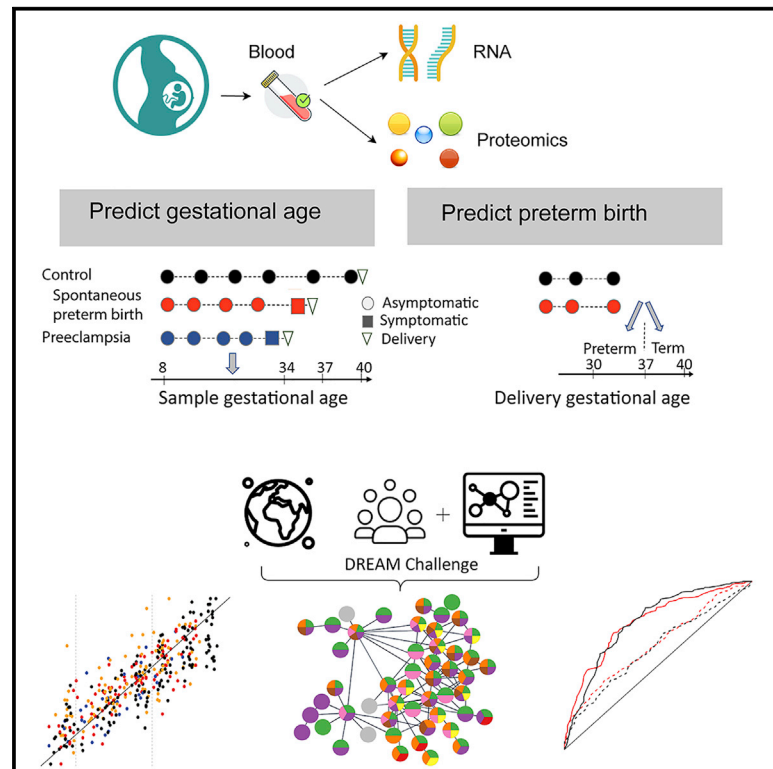 Blood
RNA
Proteomics
Predict gestational age
Predict preterm birth
Control
Spontaneous
preterm birth
Preeclampsia
Asymptomatic
Symptomatic
Delivery
8
34
37
40
Sample gestational age
Preterm
Term
30
37
40
Delivery gestational age
+
DREAM Challenge